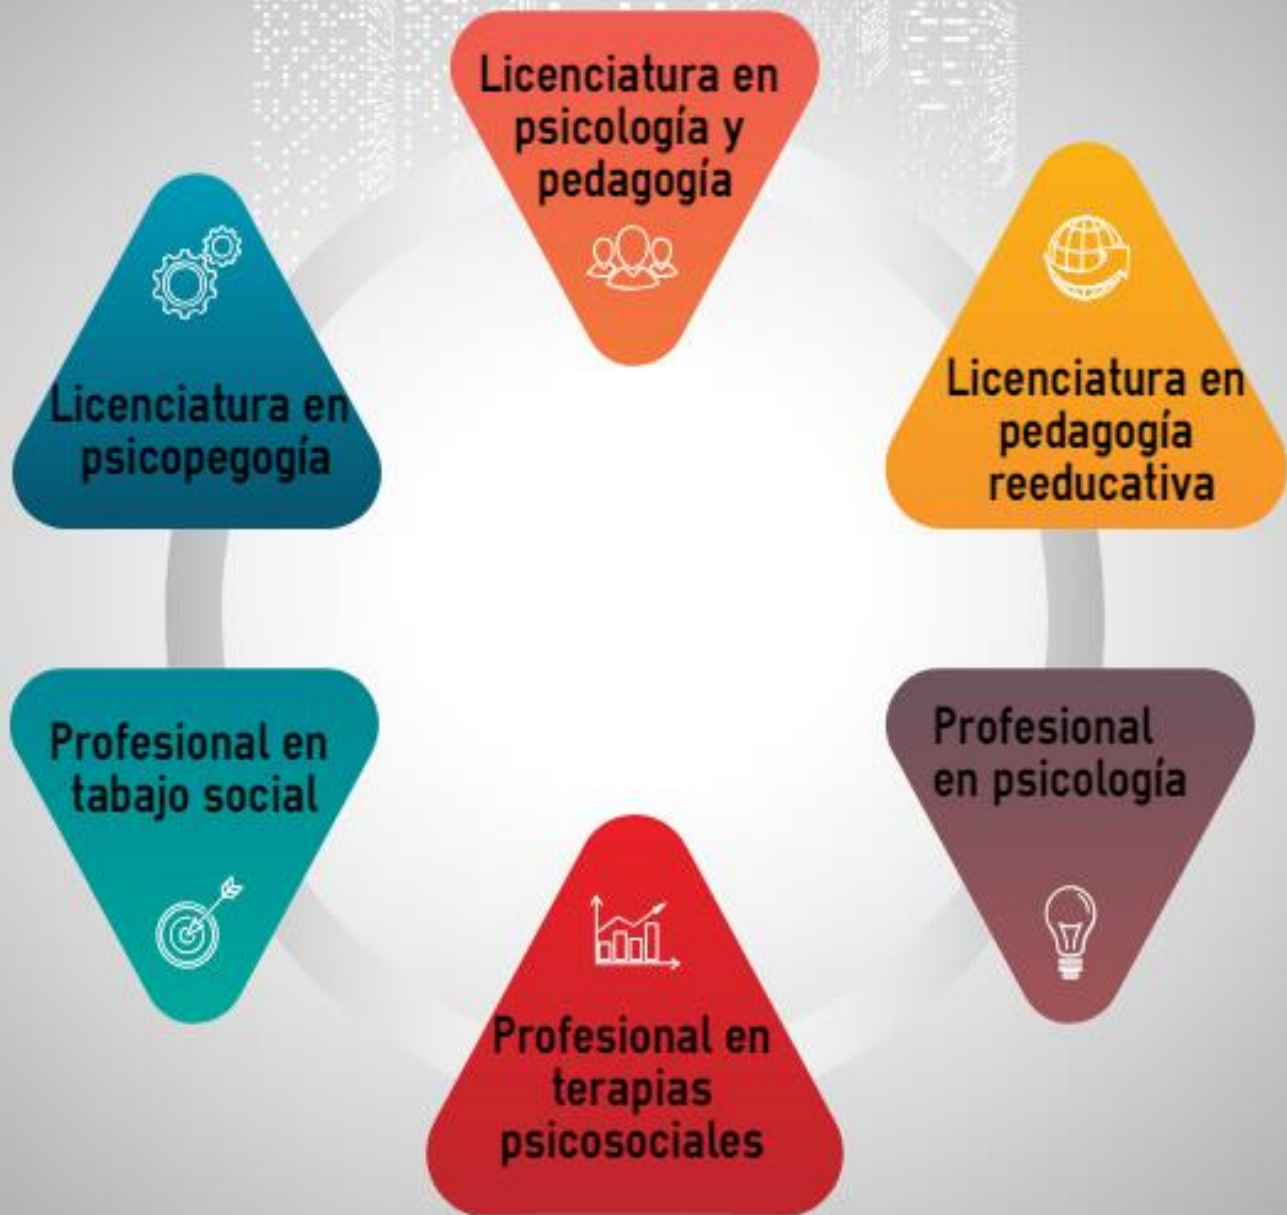 Licenciatura en
psicología y
pedagogía
Licenciatura en
pedagogía
reeducativa
Profesional
en psicología
Profesional en
terapias
psicosociales
Profesional en
tabajo social
Licenciatura en
psicopegogía